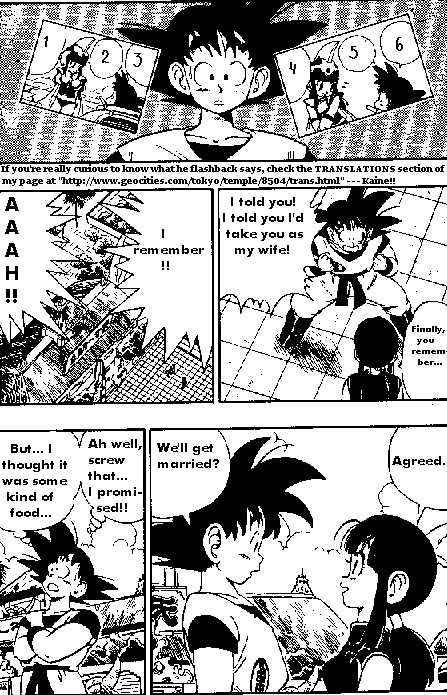 1
2
3
4
5
6
If you're really curious to know what he flashback says, check the TRANSLATIONS section of
my page at "http://www.geocities.com/tokyo/temple/8504/trans.html" --- Kaine!!
A
A
A
H
!!
I
remember
!!
I told you!
I told you I'd
take you as
my wife!
Finally,
you
remem-
ber...
But... I
thought it
was some
kind of
food...
Ah well,
screw
that...
I promi-
sed!!
We'll get
married?
Agreed.